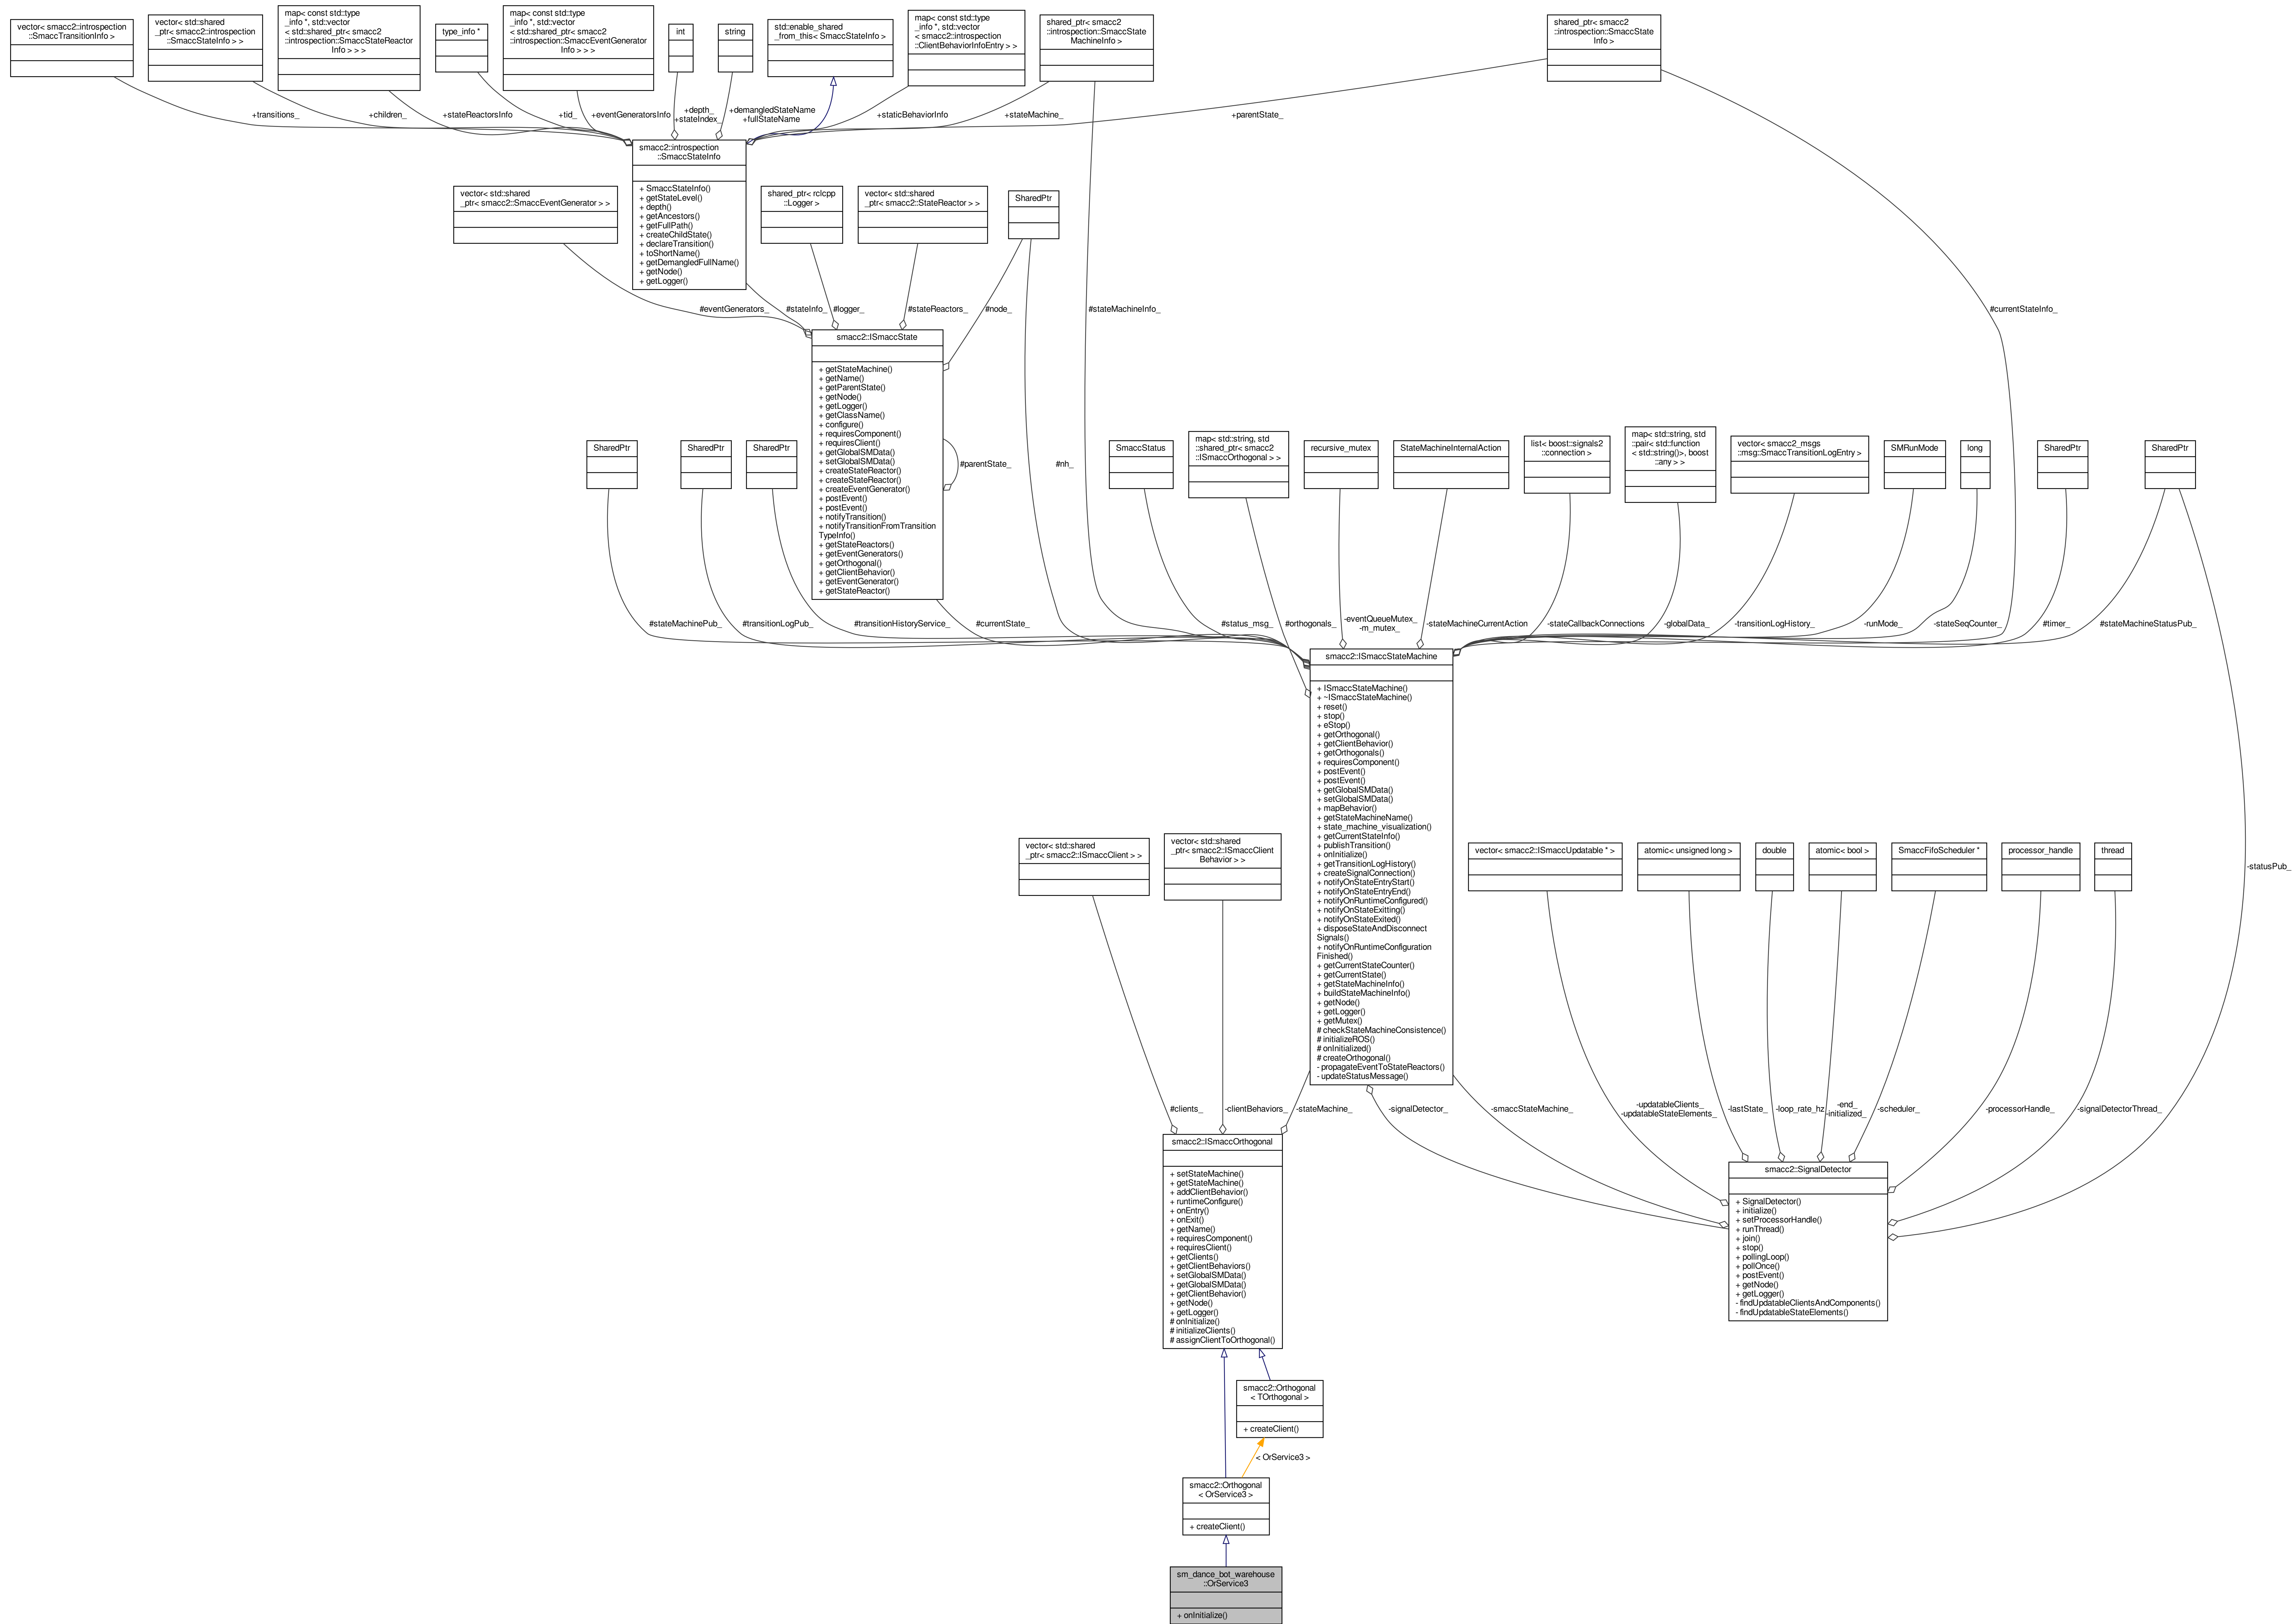 vector< smacc2::introspection
::SmaccTransitionInfo >
vector< std::shared
_ptr< smacc2::introspection
::SmaccStateInfo > >
map< const std::type
_info *, std::vector
< std::shared_ptr< smacc2
::introspection::SmaccStateReactor
Info > > >
type_info *
map< const std::type
_info *, std::vector
< std::shared_ptr< smacc2
::introspection::SmaccEventGenerator
Info > > >
int
string
std::enable_shared
_from_this< SmaccStateInfo >
map< const std::type
_info *, std::vector
< smacc2::introspection
::ClientBehaviorInfoEntry > >
shared_ptr< smacc2
::introspection::SmaccState
MachineInfo >
shared_ptr< smacc2
::introspection::SmaccState
Info >
+transitions_
+children_
+stateReactorsInfo
+tid_
+eventGeneratorsInfo
+depth_
+stateIndex_
+demangledStateName
+fullStateName
+staticBehaviorInfo
+stateMachine_
+parentState_
smacc2::introspection
::SmaccStateInfo
+ SmaccStateInfo()
+ getStateLevel()
+ depth()
+ getAncestors()
+ getFullPath()
+ createChildState()
+ declareTransition()
+ toShortName()
+ getDemangledFullName()
+ getNode()
+ getLogger()
vector< std::shared
_ptr< smacc2::SmaccEventGenerator > >
shared_ptr< rclcpp
::Logger >
vector< std::shared
_ptr< smacc2::StateReactor > >
SharedPtr
#eventGenerators_
#stateInfo_
#logger_
#stateReactors_
#node_
#stateMachineInfo_
#currentStateInfo_
smacc2::ISmaccState
+ getStateMachine()
+ getName()
+ getParentState()
+ getNode()
+ getLogger()
+ getClassName()
+ configure()
+ requiresComponent()
+ requiresClient()
+ getGlobalSMData()
+ setGlobalSMData()
+ createStateReactor()
+ createStateReactor()
+ createEventGenerator()
+ postEvent()
+ postEvent()
+ notifyTransition()
+ notifyTransitionFromTransition
TypeInfo()
+ getStateReactors()
+ getEventGenerators()
+ getOrthogonal()
+ getClientBehavior()
+ getEventGenerator()
+ getStateReactor()
#parentState_
#nh_
SharedPtr
SharedPtr
SharedPtr
SmaccStatus
map< std::string, std
::shared_ptr< smacc2
::ISmaccOrthogonal > >
recursive_mutex
StateMachineInternalAction
list< boost::signals2
::connection >
map< std::string, std
::pair< std::function
< std::string()>, boost
::any > >
vector< smacc2_msgs
::msg::SmaccTransitionLogEntry >
SMRunMode
long
SharedPtr
SharedPtr
#stateMachinePub_
#transitionLogPub_
#transitionHistoryService_
#currentState_
#status_msg_
#orthogonals_
-eventQueueMutex_
-m_mutex_
-stateMachineCurrentAction
-stateCallbackConnections
-globalData_
-transitionLogHistory_
-runMode_
-stateSeqCounter_
#timer_
#stateMachineStatusPub_
smacc2::ISmaccStateMachine
+ ISmaccStateMachine()
+ ~ISmaccStateMachine()
+ reset()
+ stop()
+ eStop()
+ getOrthogonal()
+ getClientBehavior()
+ getOrthogonals()
+ requiresComponent()
+ postEvent()
+ postEvent()
+ getGlobalSMData()
+ setGlobalSMData()
+ mapBehavior()
+ getStateMachineName()
+ state_machine_visualization()
+ getCurrentStateInfo()
+ publishTransition()
+ onInitialize()
+ getTransitionLogHistory()
+ createSignalConnection()
+ notifyOnStateEntryStart()
+ notifyOnStateEntryEnd()
+ notifyOnRuntimeConfigured()
+ notifyOnStateExitting()
+ notifyOnStateExited()
+ disposeStateAndDisconnect
Signals()
+ notifyOnRuntimeConfiguration
Finished()
+ getCurrentStateCounter()
+ getCurrentState()
+ getStateMachineInfo()
+ buildStateMachineInfo()
+ getNode()
+ getLogger()
+ getMutex()
# checkStateMachineConsistence()
# initializeROS()
# onInitialized()
# createOrthogonal()
- propagateEventToStateReactors()
- updateStatusMessage()
vector< std::shared
_ptr< smacc2::ISmaccClient > >
vector< std::shared
_ptr< smacc2::ISmaccClient
Behavior > >
vector< smacc2::ISmaccUpdatable * >
atomic< unsigned long >
double
atomic< bool >
SmaccFifoScheduler *
processor_handle
thread
-statusPub_
#clients_
-clientBehaviors_
-stateMachine_
-signalDetector_
-smaccStateMachine_
-updatableClients_
-updatableStateElements_
-lastState_
-loop_rate_hz_
-end_
-initialized_
-scheduler_
-processorHandle_
-signalDetectorThread_
smacc2::ISmaccOrthogonal
+ setStateMachine()
+ getStateMachine()
+ addClientBehavior()
+ runtimeConfigure()
+ onEntry()
+ onExit()
+ getName()
+ requiresComponent()
+ requiresClient()
+ getClients()
+ getClientBehaviors()
+ setGlobalSMData()
+ getGlobalSMData()
+ getClientBehavior()
+ getNode()
+ getLogger()
# onInitialize()
# initializeClients()
# assignClientToOrthogonal()
smacc2::SignalDetector
+ SignalDetector()
+ initialize()
+ setProcessorHandle()
+ runThread()
+ join()
+ stop()
+ pollingLoop()
+ pollOnce()
+ postEvent()
+ getNode()
+ getLogger()
- findUpdatableClientsAndComponents()
- findUpdatableStateElements()
smacc2::Orthogonal
< TOrthogonal >
+ createClient()
< OrService3 >
smacc2::Orthogonal
< OrService3 >
+ createClient()
sm_dance_bot_warehouse
::OrService3
+ onInitialize()